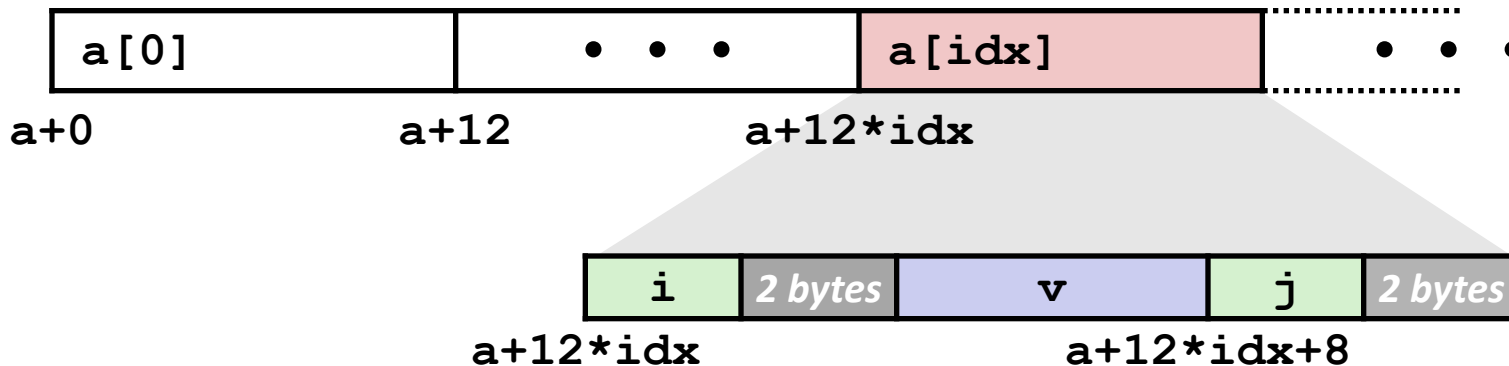 a[0] • • • a[idx] • • •
a+0 a+12 a+12*idx
i 2 bytes v j 2 bytes
a+12*idx a+12*idx+8